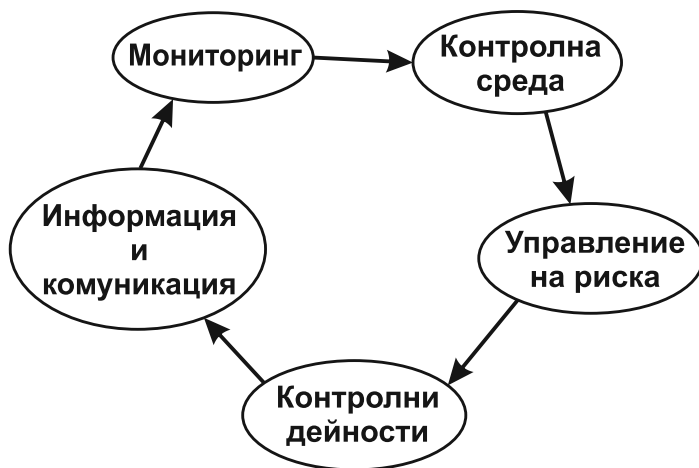 Мониторинг
Контролна
среда
Управление
на риска
Контролни
дейности
Информация
и
комуникация